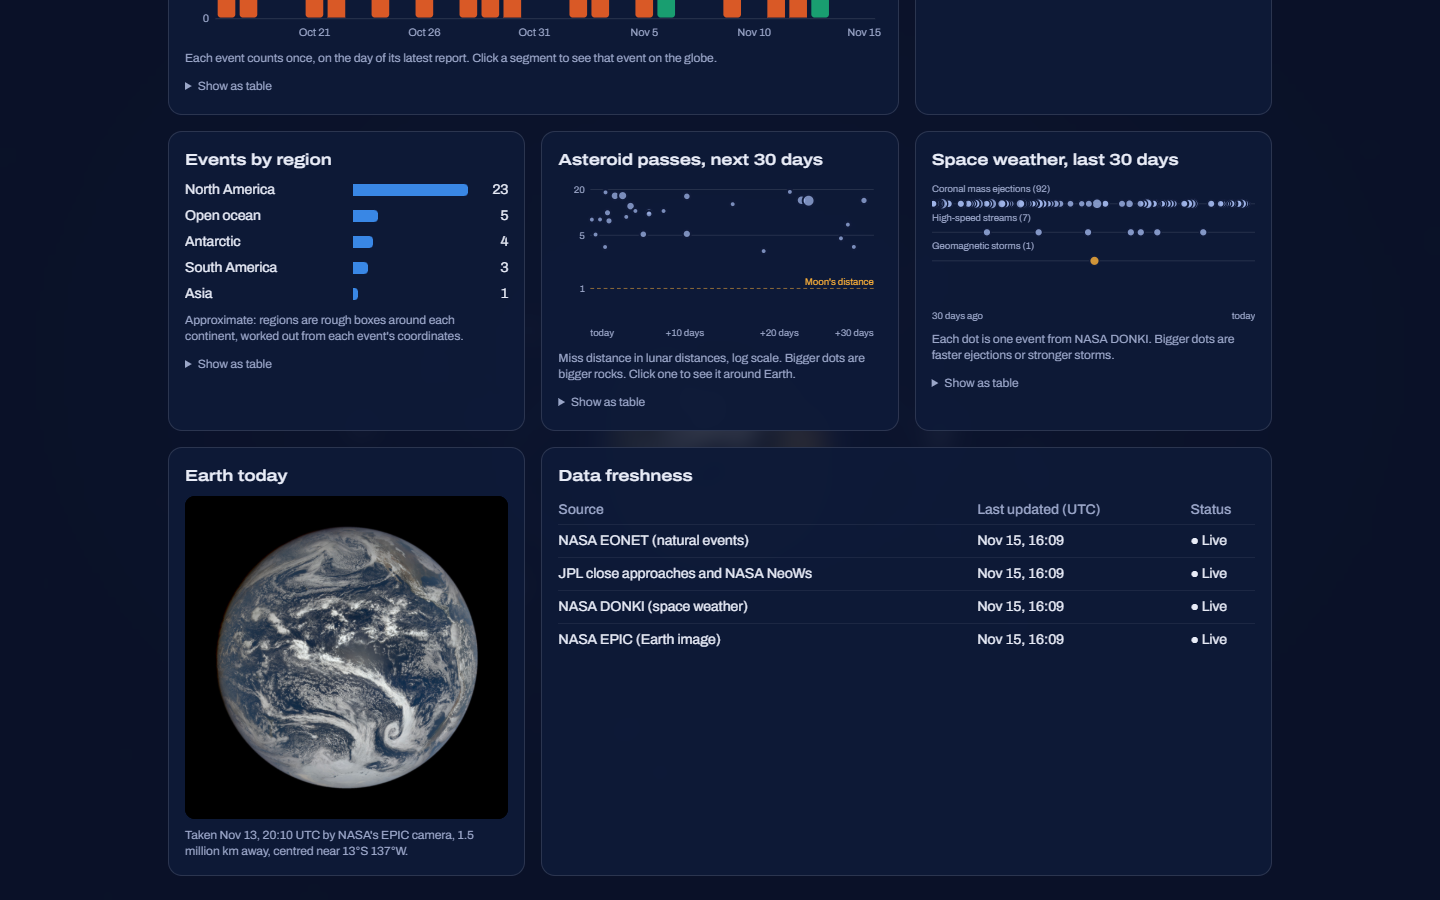 0
Oct 21 Oct 26 Oct 31 Nov 5 Nov 10 Nov 15
Each event counts once, on the day of its latest report. Click a segment to see that event on the globe.
Show as table
Events by region
North America 23
Open ocean 5
Antarctic 4
South America 3
Asia 1
Approximate: regions are rough boxes around each
continent, worked out from each event's coordinates.
Show as table
Asteroid passes, next 30 days
20
5
Moon's distance
1
today +10 days +20 days +30 days
Miss distance in lunar distances, log scale. Bigger dots are
bigger rocks. Click one to see it around Earth.
Show as table
Space weather, last 30 days
Coronal mass ejections (92)
High-speed streams (7)
Geomagnetic storms (1)
30 days ago today
Each dot is one event from NASA DONKI. Bigger dots are
faster ejections or stronger storms.
Show as table
Earth today
Taken Nov 13, 20:10 UTC by NASA's EPIC camera, 1.5
million km away, centred near 13°S 137°W.
Data freshness
Source Last updated (UTC) Status
NASA EONET (natural events) Nov 15, 16:09 Live
JPL close approaches and NASA NeoWs Nov 15, 16:09 Live
NASA DONKI (space weather) Nov 15, 16:09 Live
NASA EPIC (Earth image) Nov 15, 16:09 Live